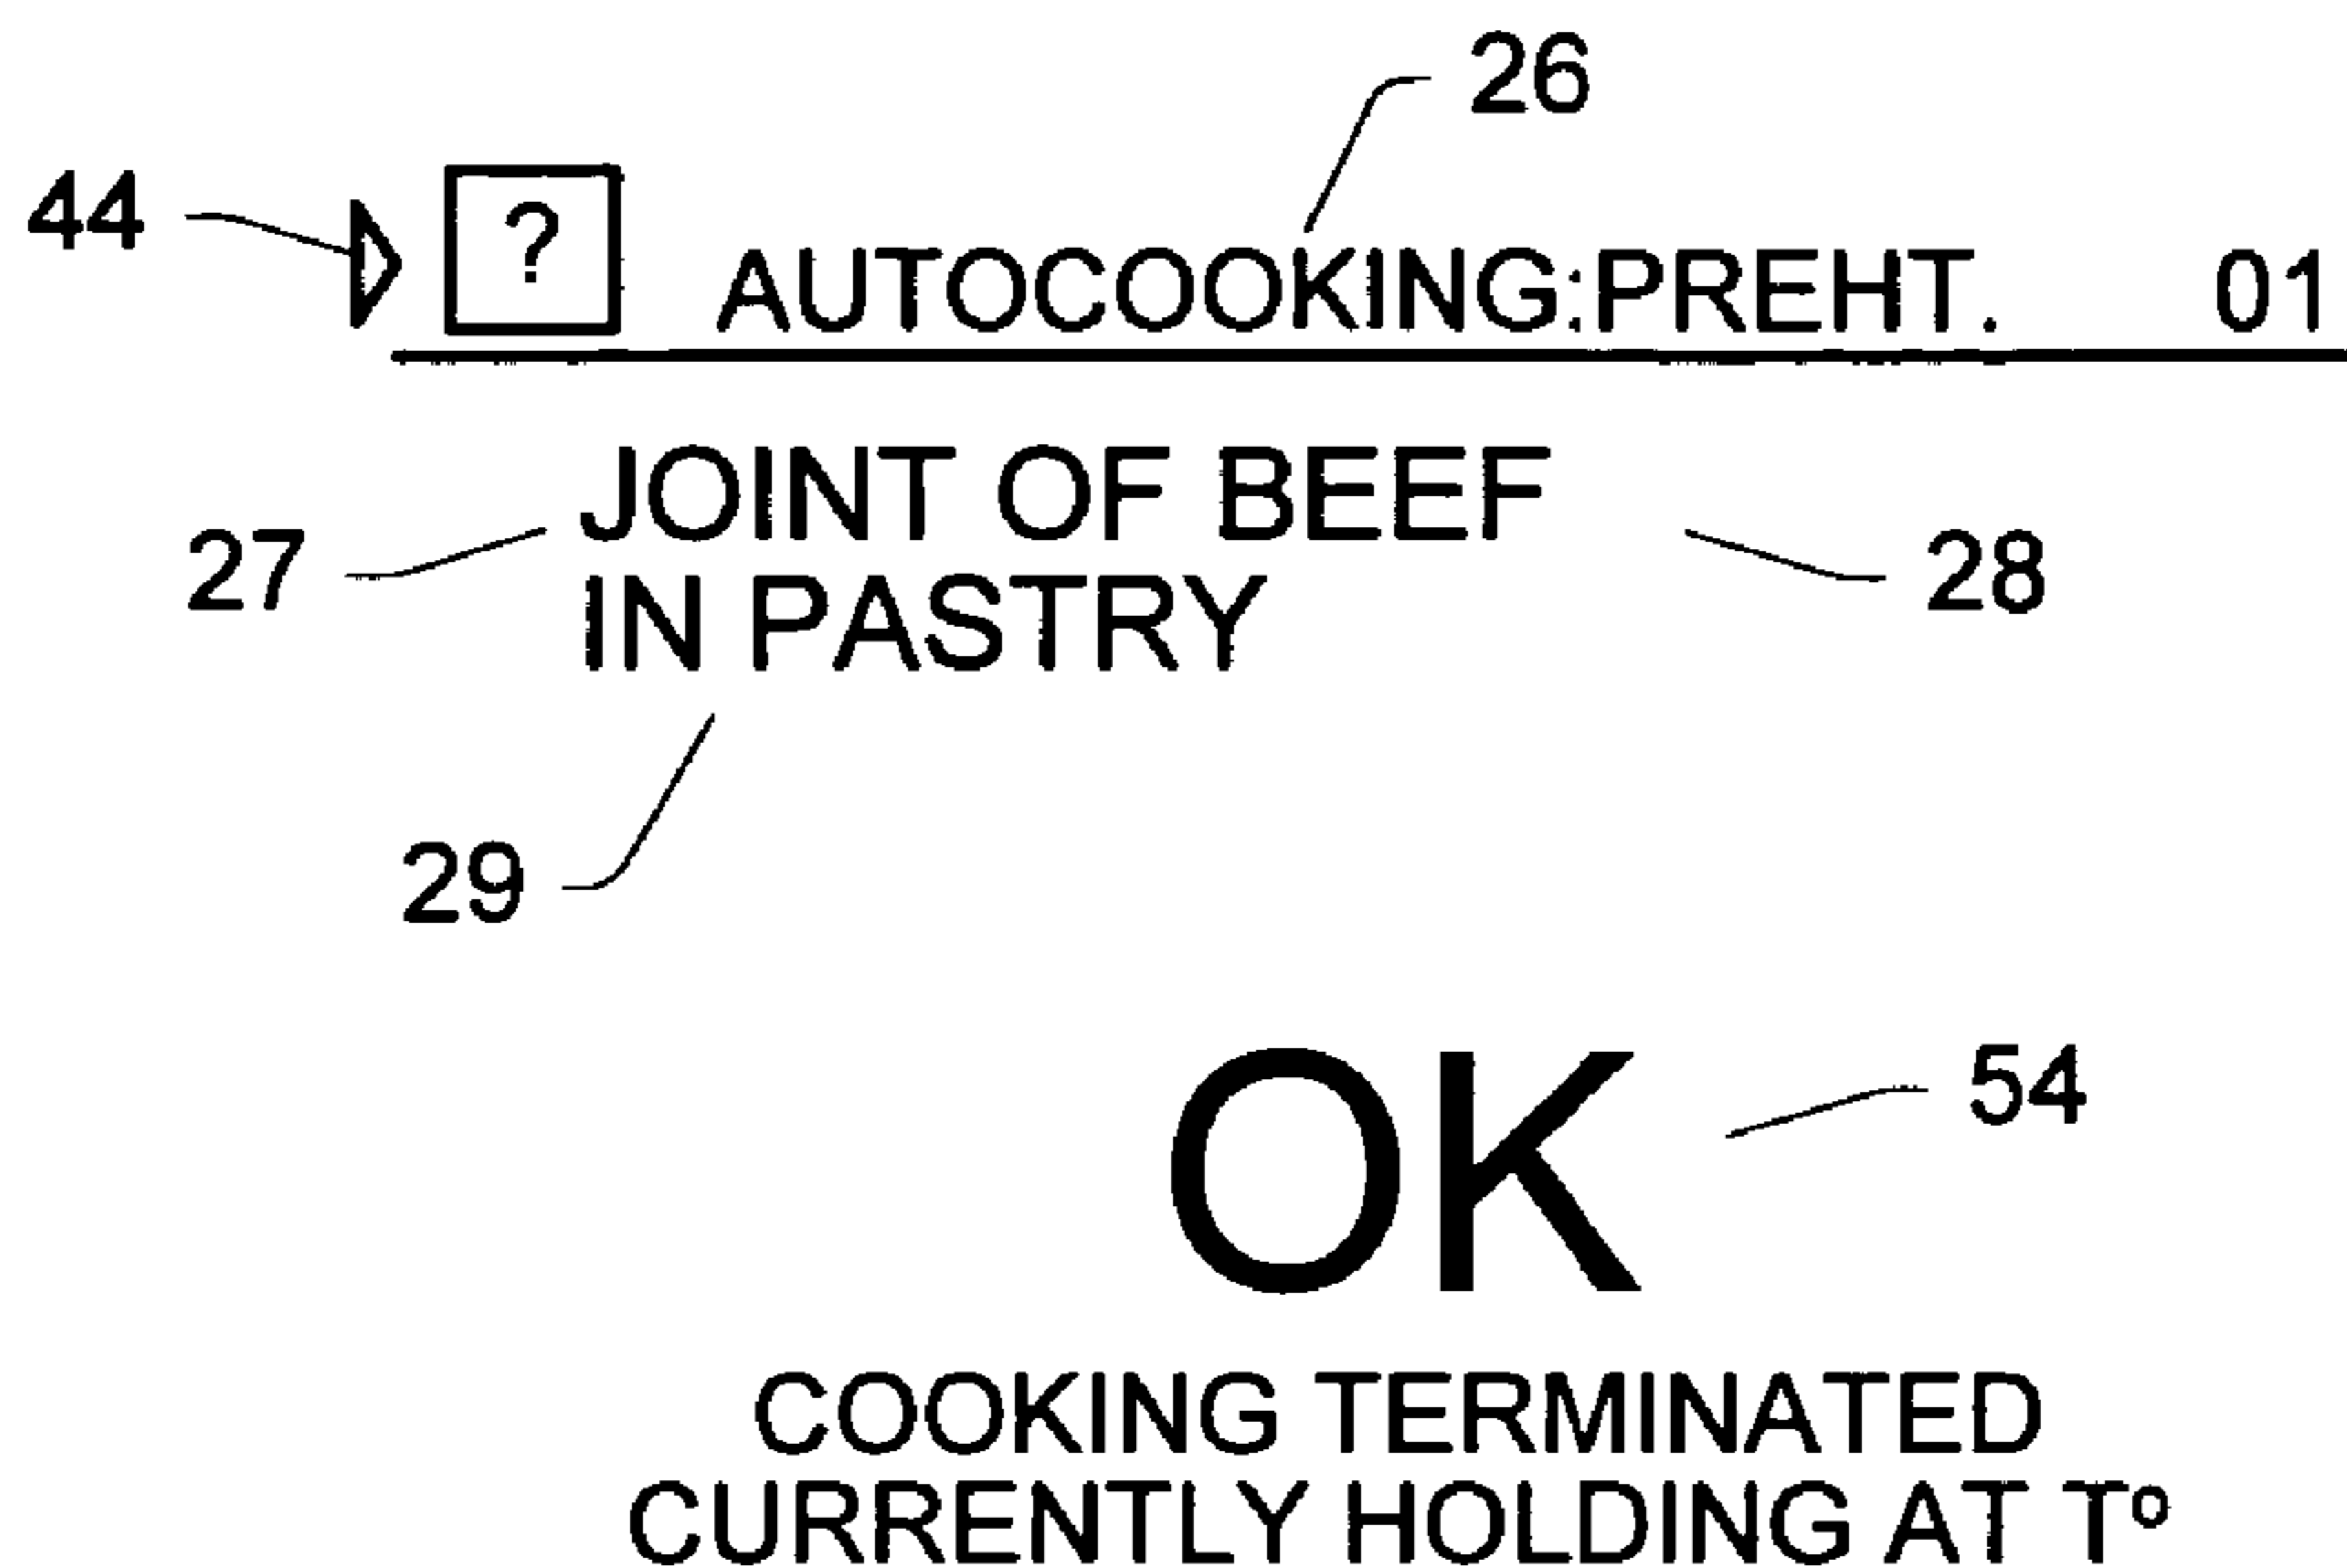 26
44 ? AUTOCOOKING:PREHT. 01
JOINT OF BEEF
27 28
IN PASTRY
29
OK
54
COOKING TERMINATED
CURRENTLY HOLDING AT T°